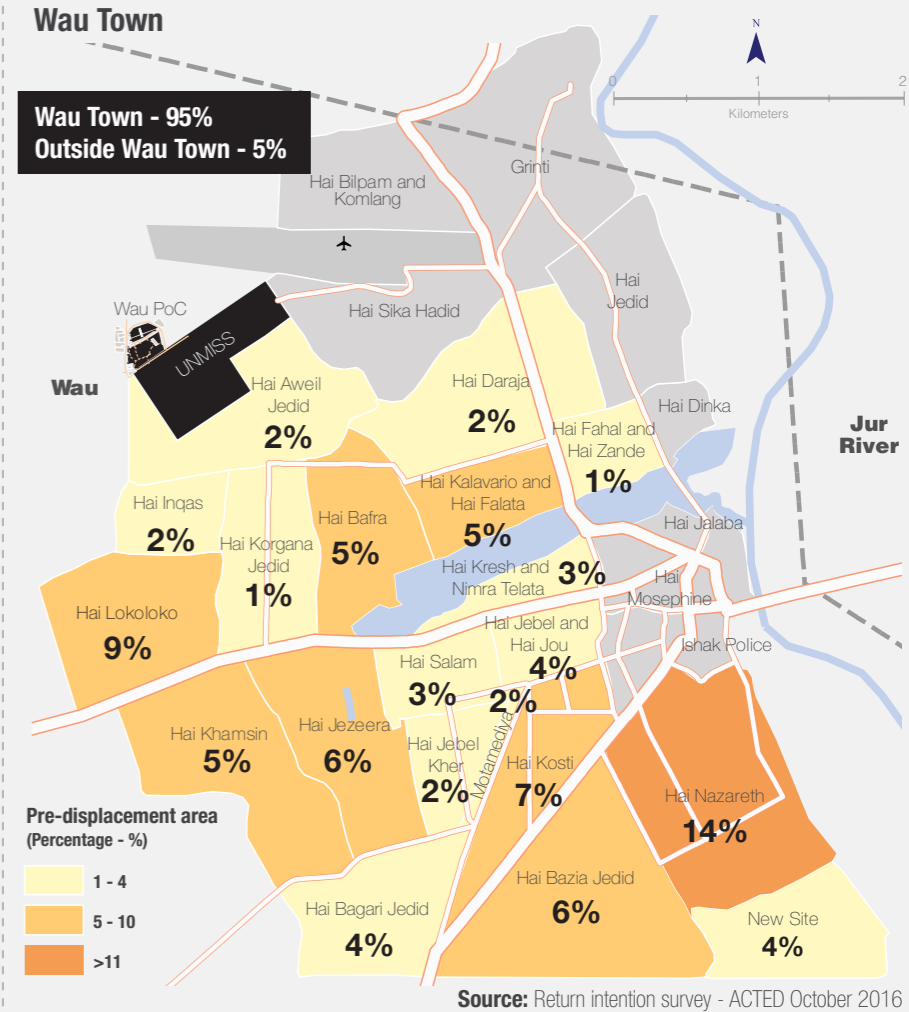 Wau Town
N
0
1
2
Kilometers
Wau Town - 95%
Outside Wau Town - 5%
Grinti
Hai Bilpam and
Komlang
Hai
Jedid
Hai Sika Hadid
Wau PoC
UNMISS
Wau
Hai Aweil
Jedid
2%
Hai Daraja
2%
Hai Dinka
Jur
River
Hai Fahal and
Hai Zande
1%
Hai Kalavario and
Hai Falata
5%
Hai Inqas
2%
Hai Bafra
5%
Hai Korgana
Jedid
1%
Hai Jalaba
Hai Kresh and
Nimra Telata
3%
Hai
Mosephine
Hai Lokoloko
9%
Hai Jebel and
Hai Jou
4%
Ishak Police
Hai Salam
3%
2%
Motamediya
Hai Khamsin
5%
Hai Jezeera
6%
Hai Jebel
Kher
2%
Hai Kosti
7%
Hai Nazareth
14%
Pre-displacement area
(Percentage - %)
1 - 4
5 - 10
>11
Hai Bagari Jedid
4%
Hai Bazia Jedid
6%
New Site
4%
Source: Return intention survey - ACTED October 2016